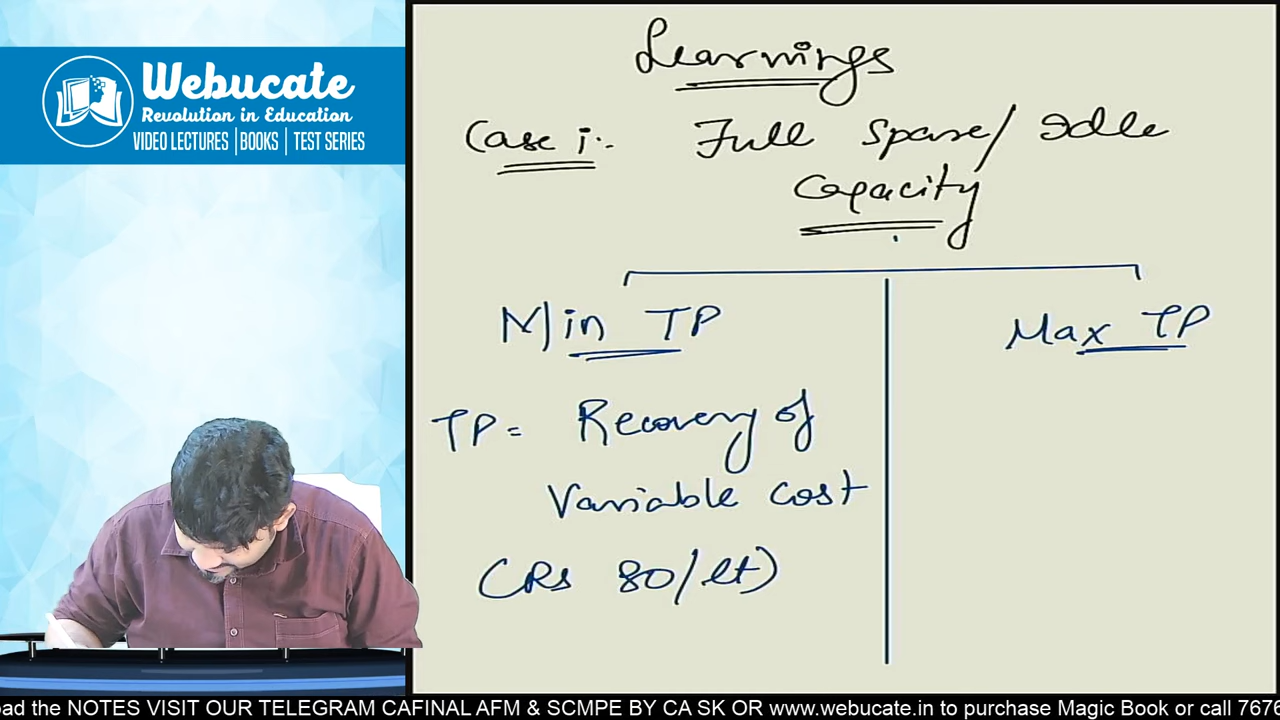 Webucate
Revolution in Education
VIDEO LECTURES | BOOKS | TEST SERIES
Learnings
Case i:- Full Spare/Idle
Capacity
Min TP
Max TP
TP = Recovery of
Variable cost
(Rs 80/lt)
oad the NOTES VISIT OUR TELEGRAM CAFINAL AFM & SCMPE BY CA SK OR www.webucate.in to purchase Magic Book or call 7676